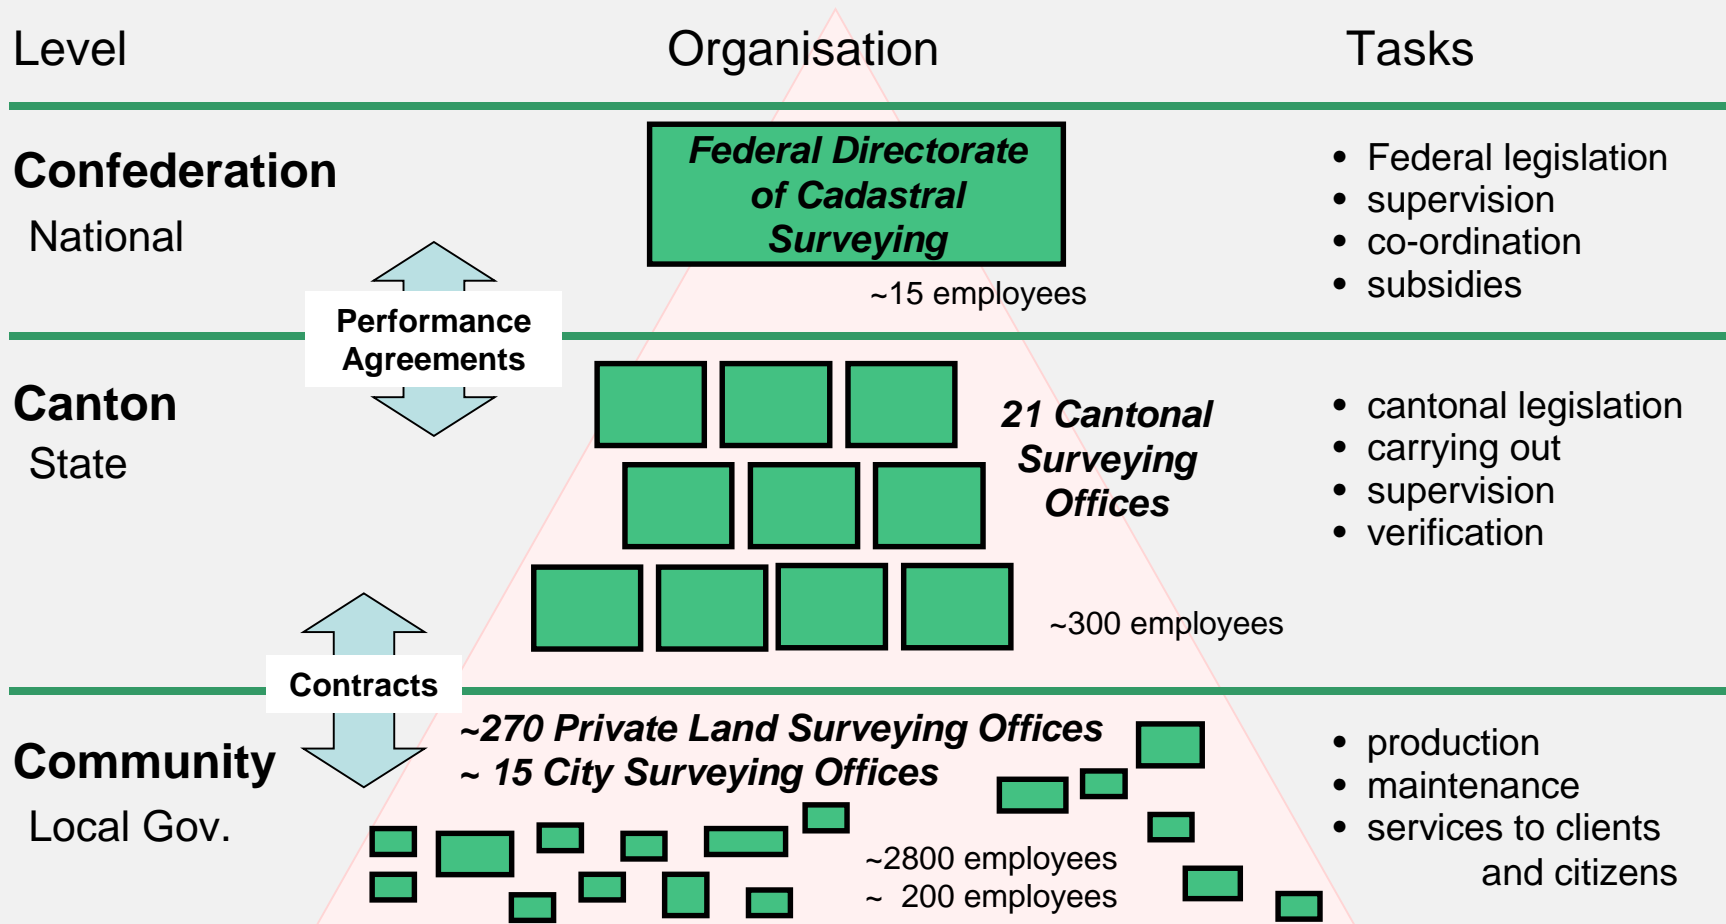 Level
Organisation
Tasks
Confederation
National
Federal Directorate
of Cadastral
Surveying
~15 employees
• Federal legislation
• supervision
• co-ordination
• subsidies
Performance
Agreements
Canton
State
21 Cantonal
Surveying
Offices
~300 employees
• cantonal legislation
• carrying out
• supervision
• verification
Contracts
Community
Local Gov.
~270 Private Land Surveying Offices
~ 15 City Surveying Offices
~2800 employees
~ 200 employees
• production
• maintenance
• services to clients
and citizens